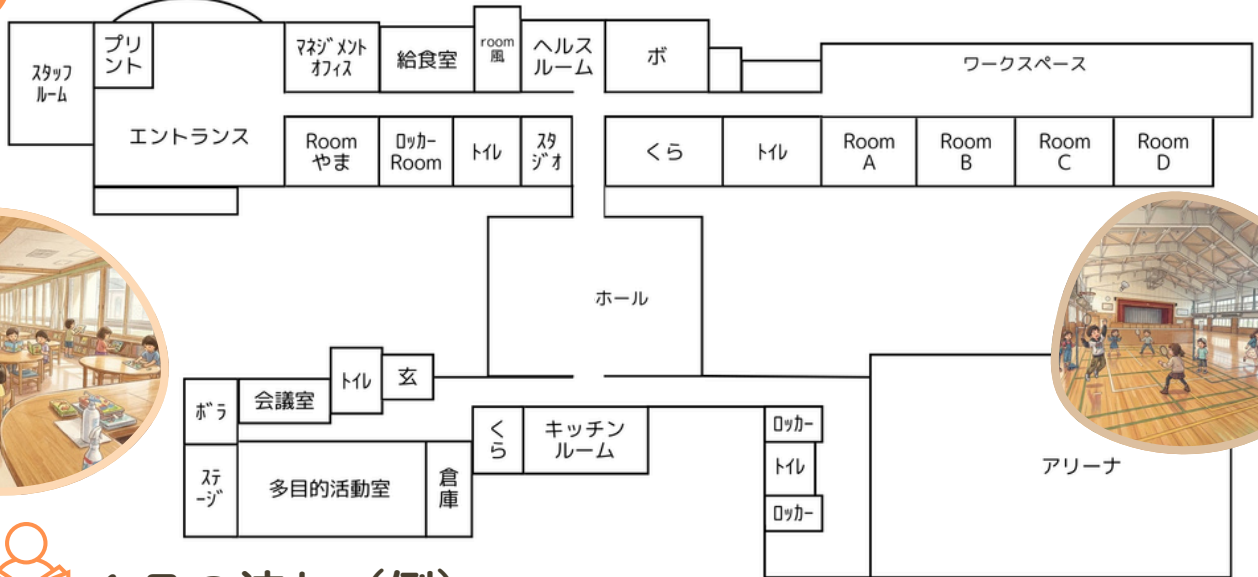 スタッフ
ルーム
プリ
ント
エントランス
マネジメント
オフィス
給食室
room
風
ヘルス
ルーム
ボ
ワークスペース
Room
やま
ロッカー
Room
トイレ
スタ
ジオ
くら
トイレ
Room
A
Room
B
Room
C
Room
D
ホール
ボラ
会議室
トイレ
玄
ステ
ージ
多目的活動室
倉
庫
く
ら
キッチン
ルーム
ロッカー
トイレ
ロッカー
アリーナ